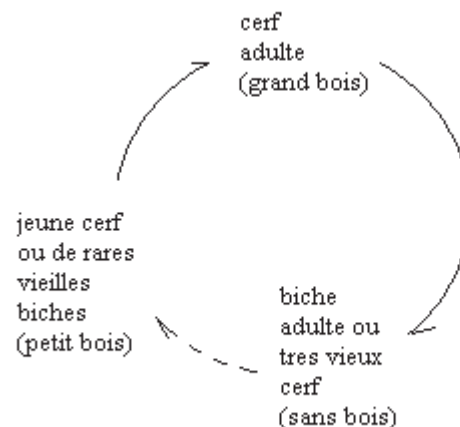 cerf
adulte
(grand bois)
jeune cerf
ou de rares
vieilles
biches
(petit bois)
biche
adulte ou
tres vieux
cerf
(sans bois)